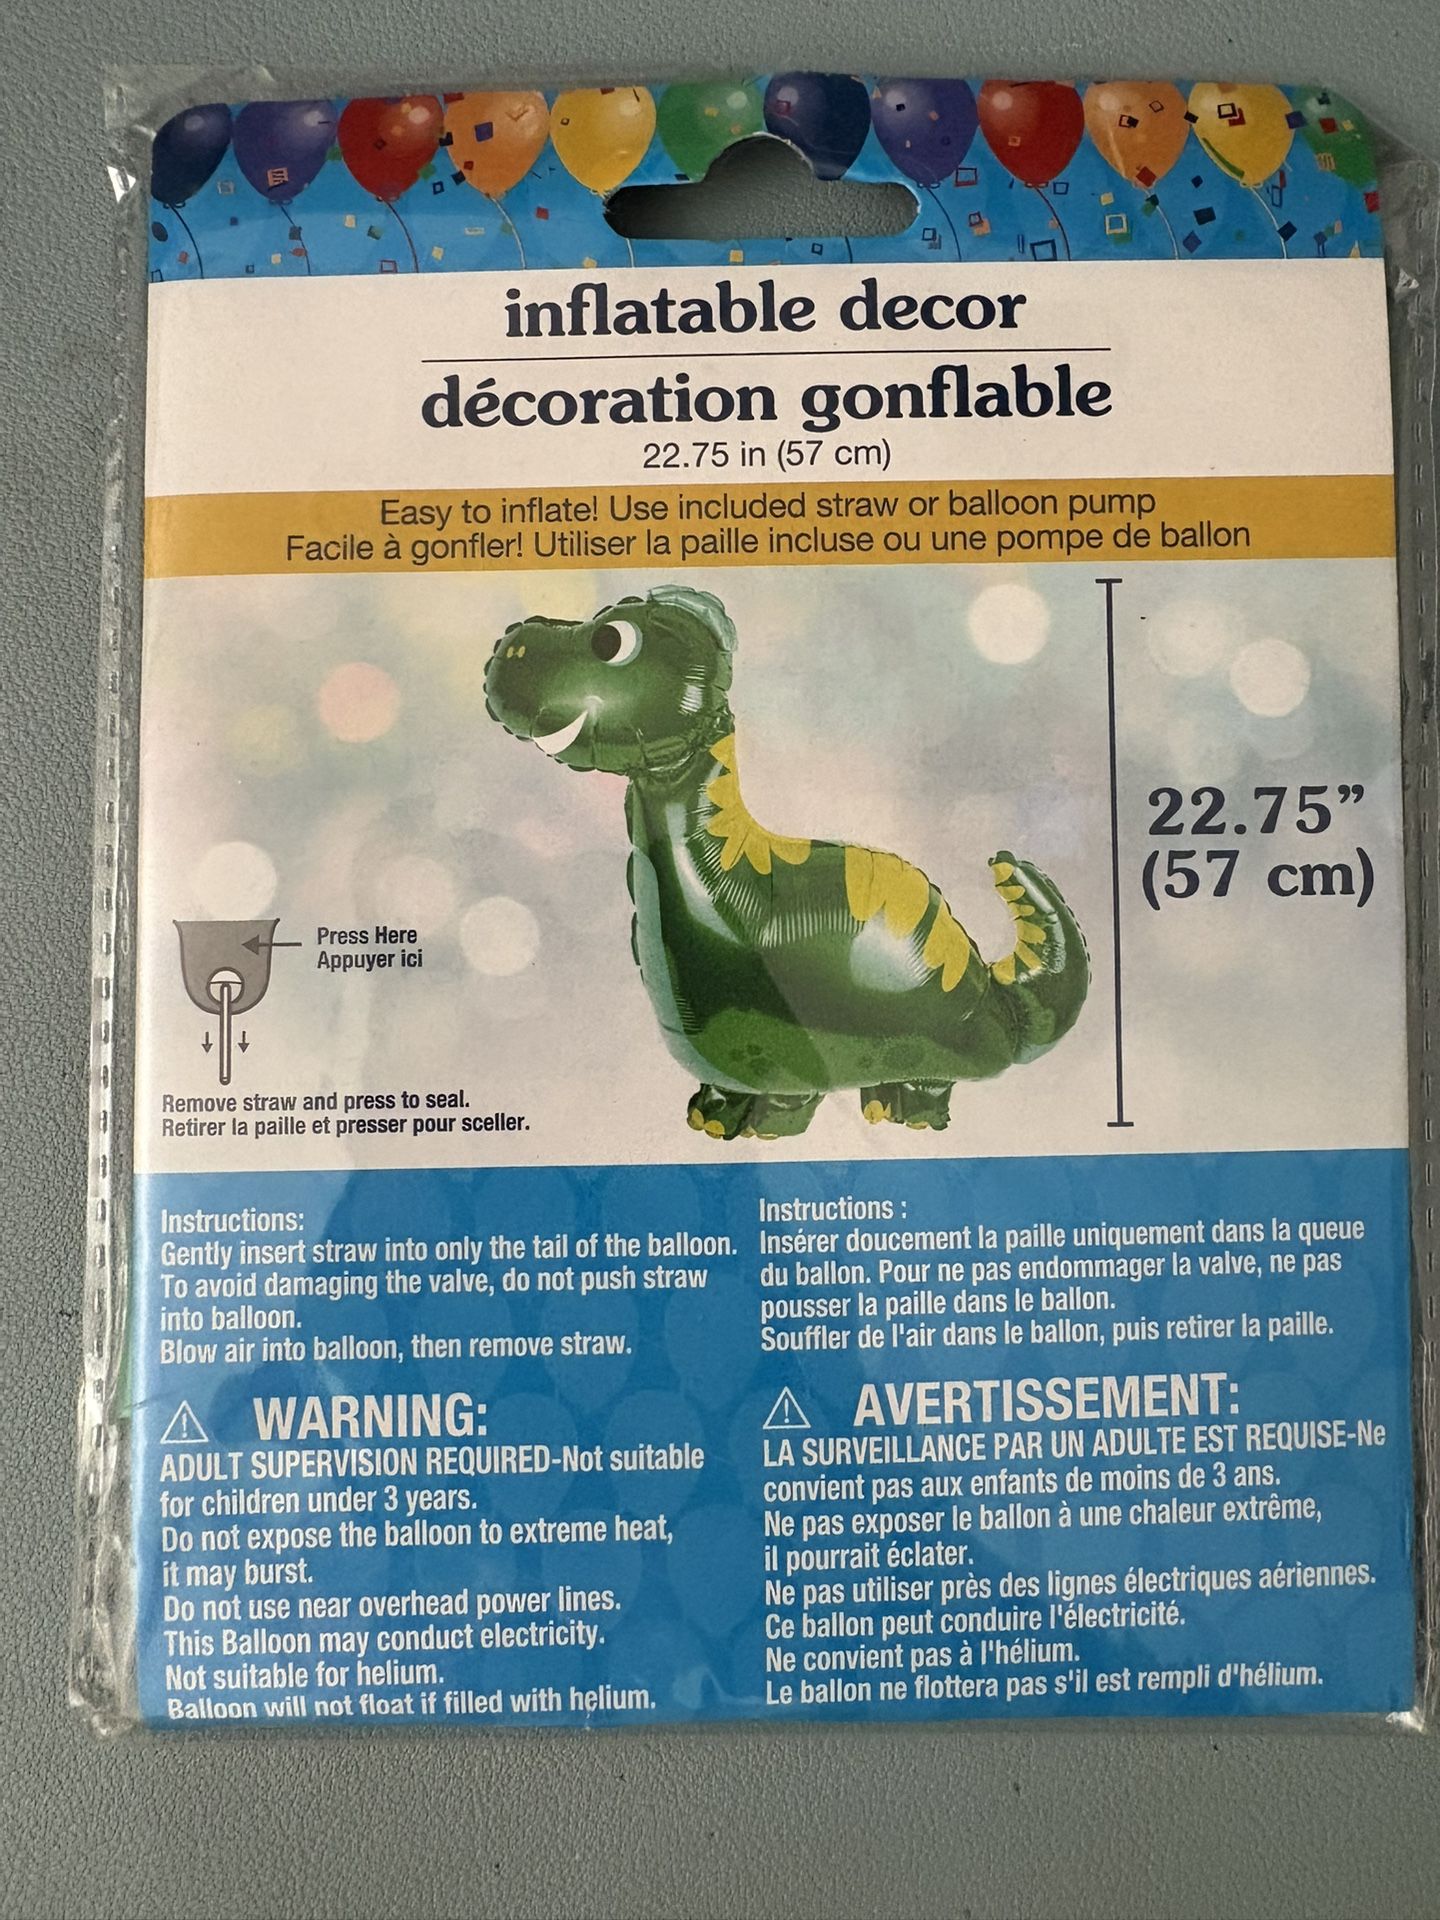 inflatable decor
décoration gonflable
22.75 in (57 cm)
Easy to inflate! Use included straw or balloon pump
Facile à gonfler! Utiliser la paille incluse ou une pompe de ballon
22.75”
(57 cm)
Press Here
Appuyer ici
Remove straw and press to seal.
Retirer la paille et presser pour sceller.
Instructions:
Gently insert straw into only the tail of the balloon.
To avoid damaging the valve, do not push straw
into balloon.
Blow air into balloon, then remove straw.
WARNING:
ADULT SUPERVISION REQUIRED-Not suitable
for children under 3 years.
Do not expose the balloon to extreme heat,
it may burst.
Do not use near overhead power lines.
This Balloon may conduct electricity.
Not suitable for helium.
Balloon will not float if filled with helium.
Instructions :
Insérer doucement la paille uniquement dans la queue
du ballon. Pour ne pas endommager la valve, ne pas
pousser la paille dans le ballon.
Souffler de l'air dans le ballon, puis retirer la paille.
AVERTISSEMENT:
LA SURVEILLANCE PAR UN ADULTE EST REQUISE-Ne
convient pas aux enfants de moins de 3 ans.
Ne pas exposer le ballon à une chaleur extrême,
il pourrait éclater.
Ne pas utiliser près des lignes électriques aériennes.
Ce ballon peut conduire l'électricité.
Ne convient pas à l'hélium.
Le ballon ne flottera pas s'il est rempli d'hélium.